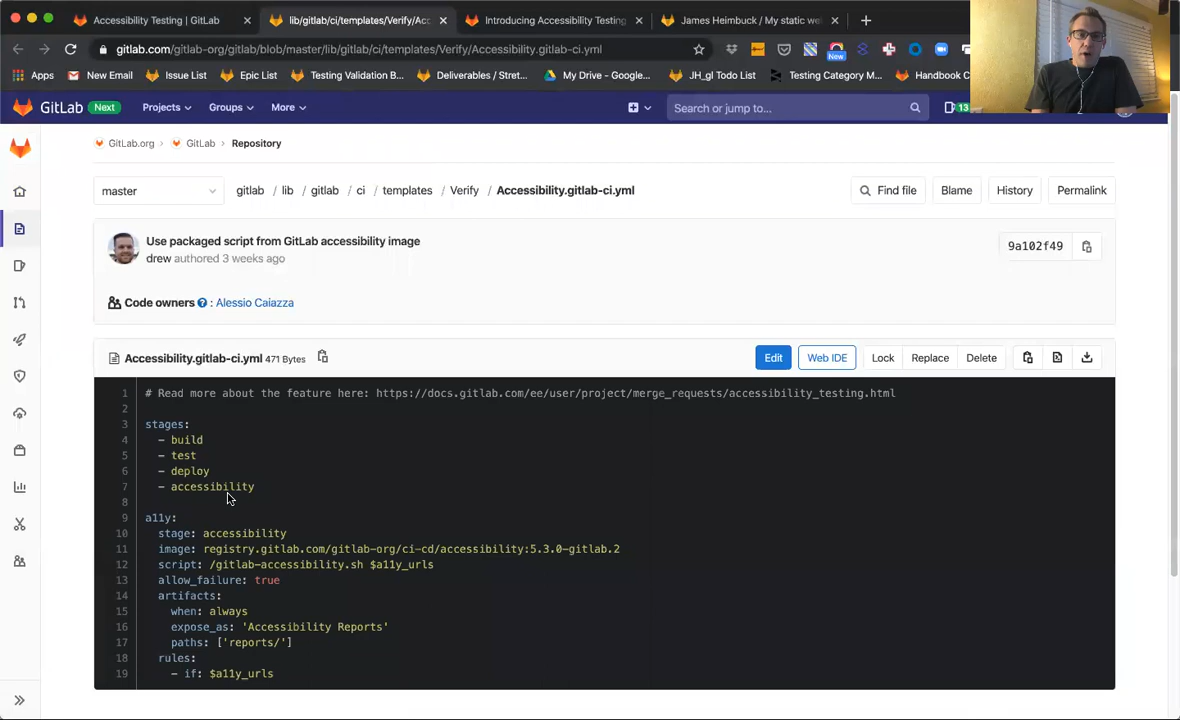 Accessibility Testing | GitLab
lib/gitlab/ci/templates/Verify/Acc
Introducing Accessibility Testing
James Heimbuck / My static we
gitlab.com/gitlab-org/gitlab/blob/master/lib/gitlab/ci/templates/Verify/Accessibility.gitlab-ci.yml
New
Apps
New Email
Issue List
Epic List
Testing Validation B...
Deliverables / Stret...
My Drive - Google...
JH_gl Todo List
Testing Category M...
Handbook C
GitLab
Next
Projects
Groups
More
Search or jump to...
13
GitLab.org
GitLab
Repository
master
gitlab / lib / gitlab / ci / templates / Verify / Accessibility.gitlab-ci.yml
Find file
Blame
History
Permalink
Use packaged script from GitLab accessibility image
drew authored 3 weeks ago
9a102f49
Code owners ? : Alessio Caiazza
Accessibility.gitlab-ci.yml 471 Bytes
Edit
Web IDE
Lock
Replace
Delete
1 # Read more about the feature here: https://docs.gitlab.com/ee/user/project/merge_requests/accessibility_testing.html
2
3 stages:
4 - build
5 - test
6 - deploy
7 - accessibility
8
9 a11y:
10 stage: accessibility
11 image: registry.gitlab.com/gitlab-org/ci-cd/accessibility:5.3.0-gitlab.2
12 script: /gitlab-accessibility.sh $a11y_urls
13 allow_failure: true
14 artifacts:
15 when: always
16 expose_as: 'Accessibility Reports'
17 paths: ['reports/']
18 rules:
19 - if: $a11y_urls